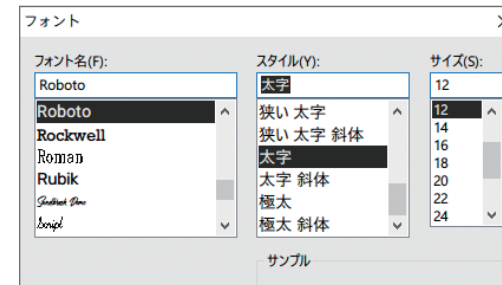 フォント
フォント名(F):
Roboto
Roboto
Rockwell
Roman
Rubik
Script
スタイル(Y):
太字
狭い 太字
狭い 太字 斜体
太字
太字 斜体
極太
極太 斜体
サイズ(S):
12
12
14
16
18
20
22
24
サンプル